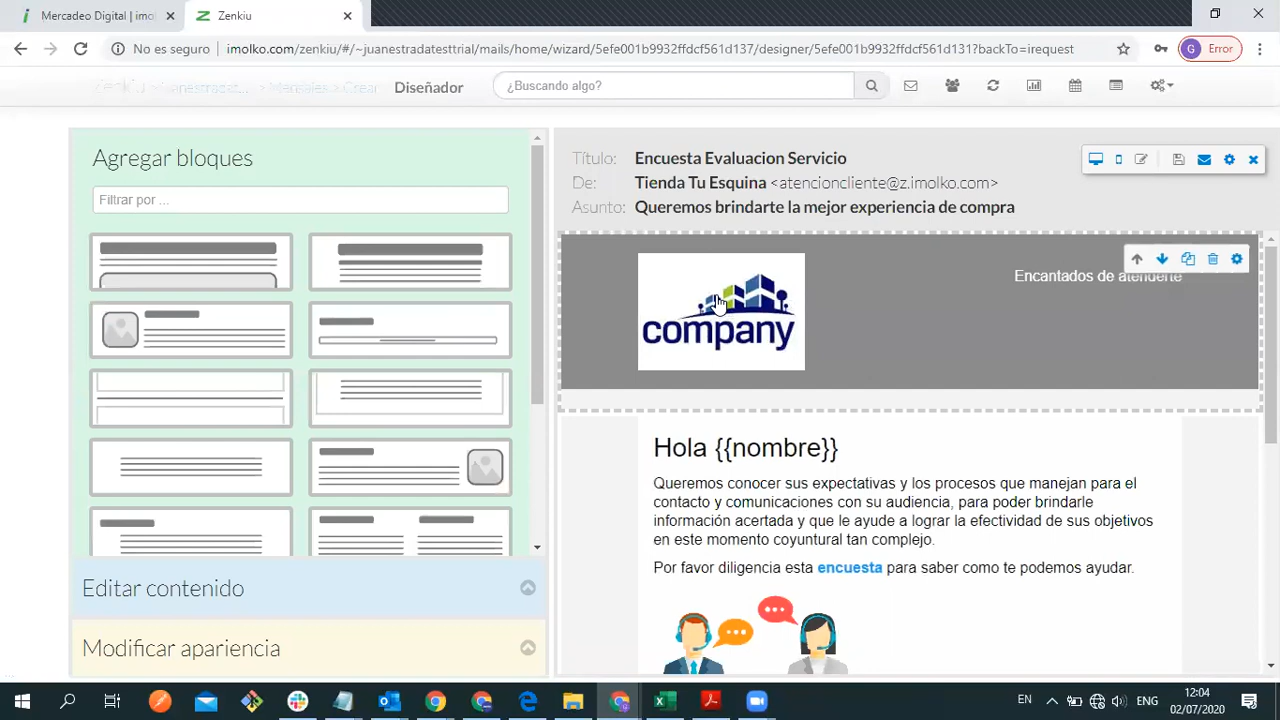 Mercadeo Digital | imol
Zenkiu
No es seguro
imolko.com/zenkiu/#/~juanestradatesttrial/mails/home/wizard/5efe001b9932ffdcf561d137/designer/5efe001b9932ffdcf561d131?backTo=irequest
G Error
Mensajes > Crear
Diseñador
¿Buscando algo?
Agregar bloques
Filtrar por ...
Editar contenido
Modificar apariencia
Título: Encuesta Evaluacion Servicio
De: Tienda Tu Esquina <atencioncliente@z.imolko.com>
Asunto: Queremos brindarte la mejor experiencia de compra
company
Encantados de atenderte
Hola {{nombre}}
Queremos conocer sus expectativas y los procesos que manejan para el
contacto y comunicaciones con su audiencia, para poder brindarle
información acertada y que le ayude a lograr la efectividad de sus objetivos
en este momento coyuntural tan complejo.
Por favor diligencia esta encuesta para saber como te podemos ayudar.
EN
ENG
12:04
02/07/2020